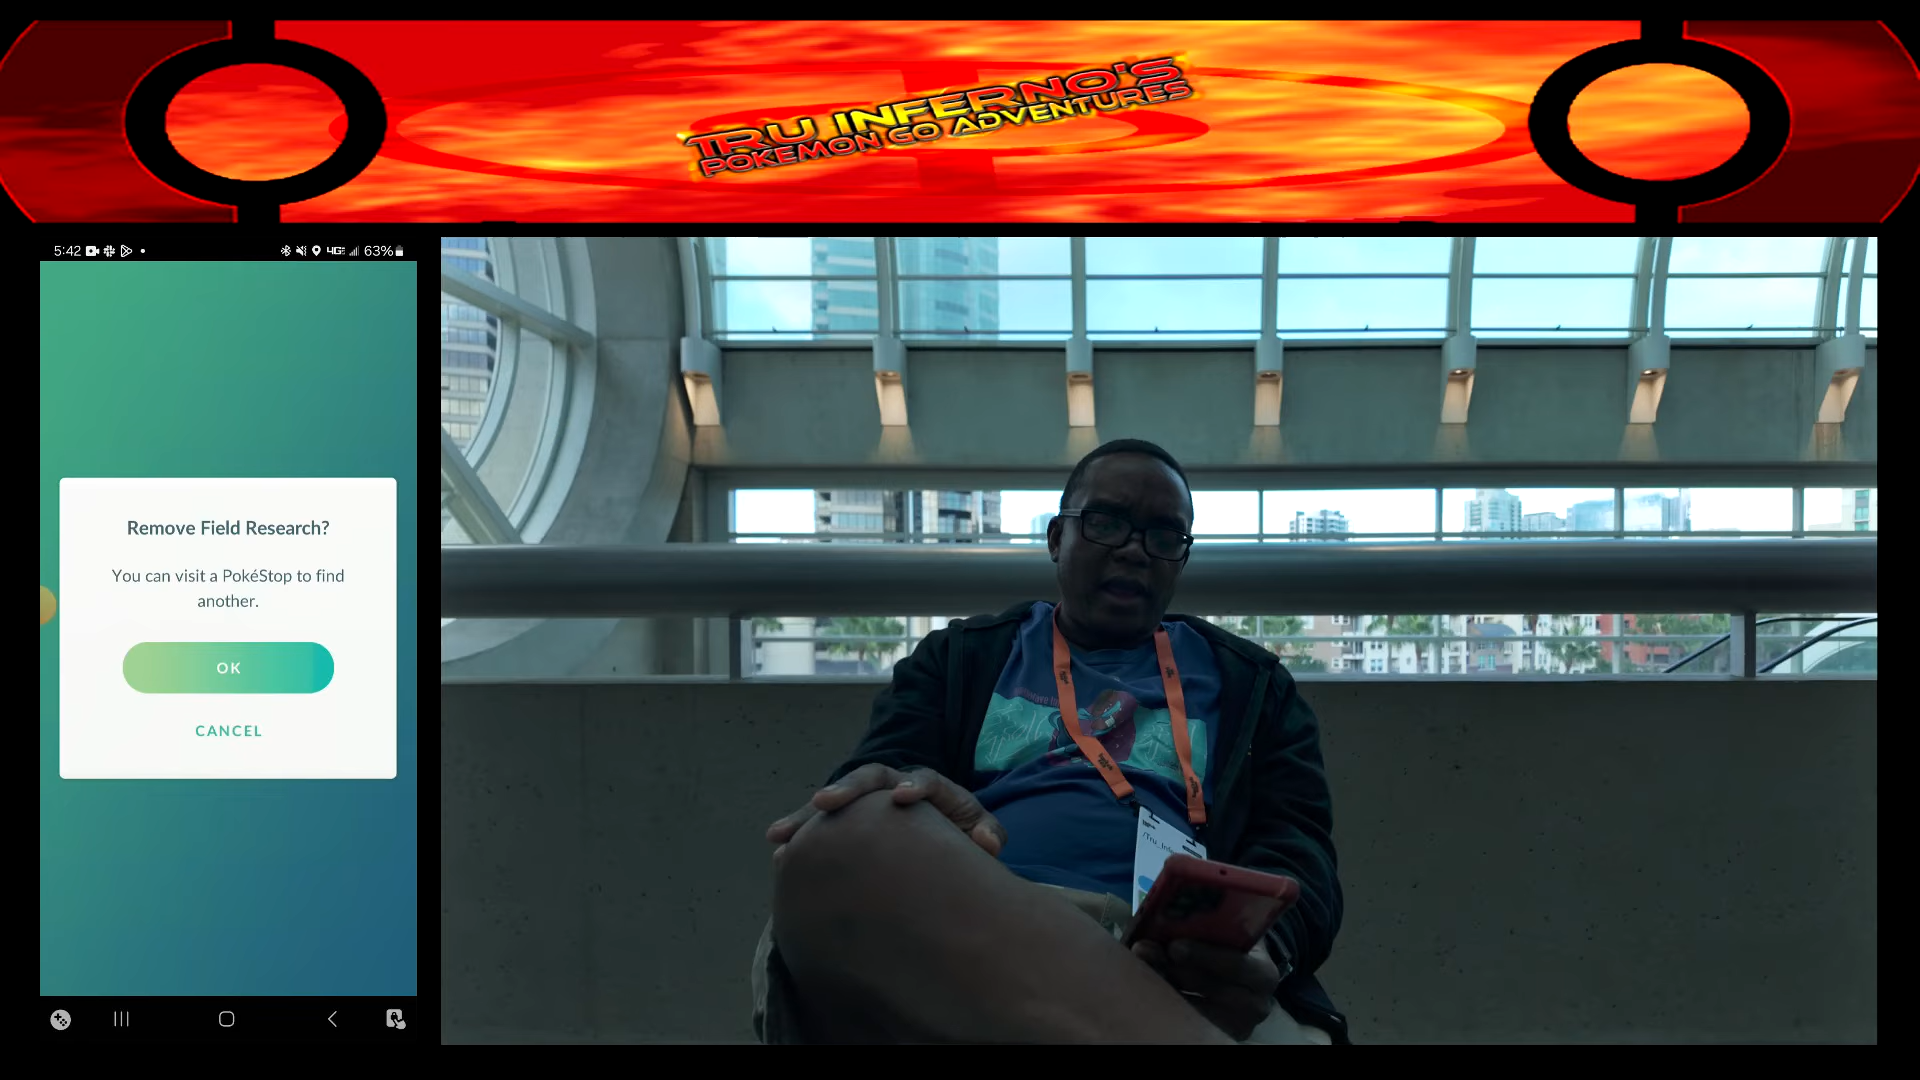 TRU INFERNO'S
POKEMON GO ADVENTURES
5:42
4GE 63%
Remove Field Research?
You can visit a PokéStop to find
another.
OK
CANCEL